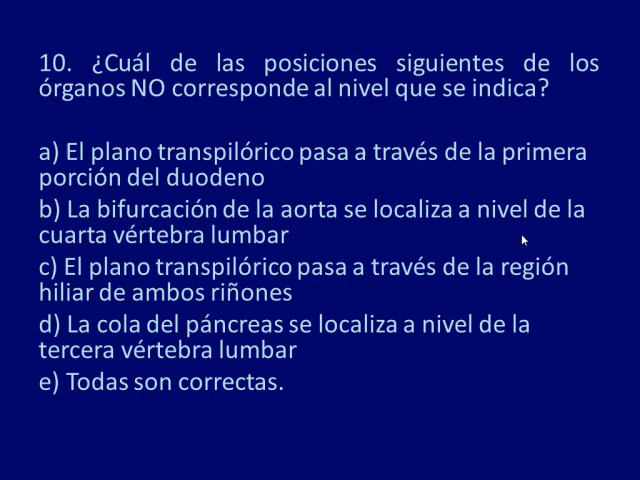 10. ¿Cuál de las posiciones siguientes de los
órganos NO corresponde al nivel que se indica?
a) El plano transpilórico pasa a través de la primera
porción del duodeno
b) La bifurcación de la aorta se localiza a nivel de la
cuarta vértebra lumbar
c) El plano transpilórico pasa a través de la región
hiliar de ambos riñones
d) La cola del páncreas se localiza a nivel de la
tercera vértebra lumbar
e) Todas son correctas.